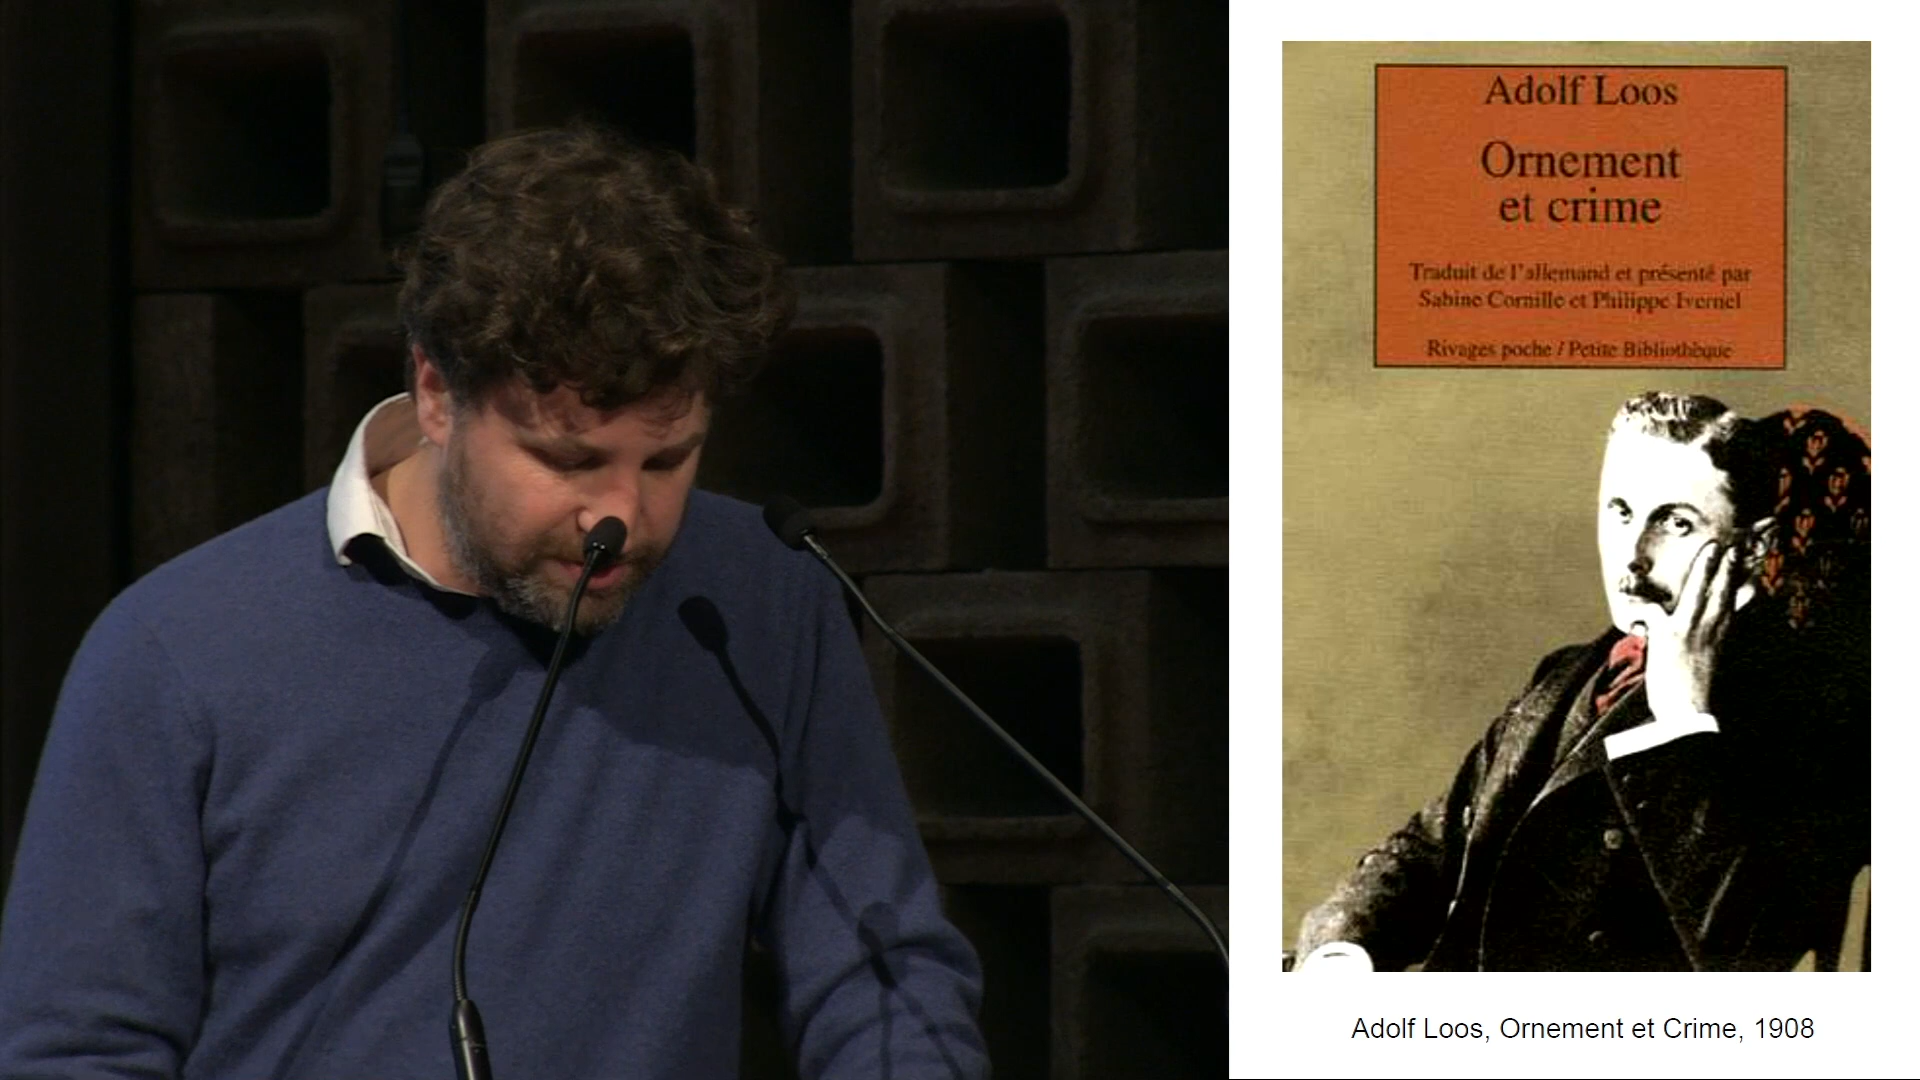 Adolf Loos
Ornement
et crime
Traduit de l'allemand et présenté par
Sabine Cornille et Philippe Ivernel
Rivages poche / Petite Bibliothèque
Adolf Loos, Ornement et Crime, 1908